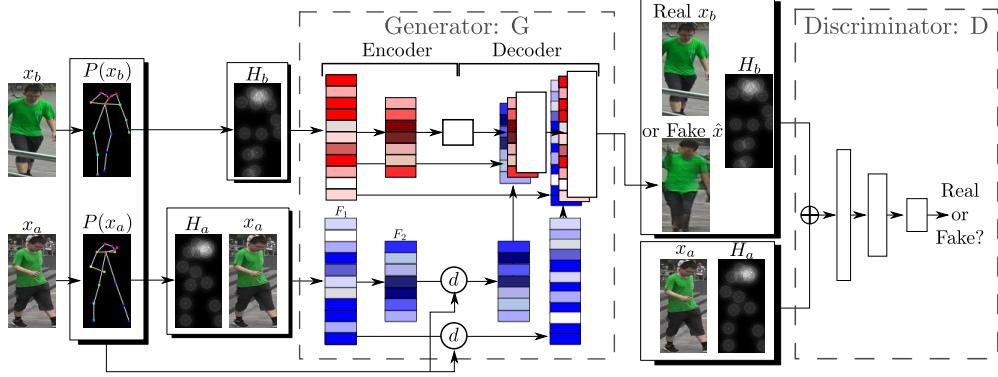 Generator: G
Encoder
Decoder
Discriminator: D
x_b
P(x_b)
H_b
x_a
P(x_a)
H_a
x_a
F_1
F_2
d
d
Real x_b
H_b
or Fake x̂
x_a
H_a
Real
or
Fake?